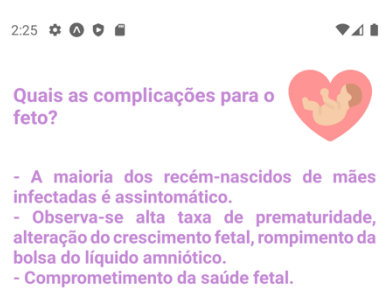 2:25
Quais as complicações para o
feto?
- A maioria dos recém-nascidos de mães
infectadas é assintomático.
- Observa-se alta taxa de prematuridade,
alteração do crescimento fetal, rompimento da
bolsa do líquido amniótico.
- Comprometimento da saúde fetal.